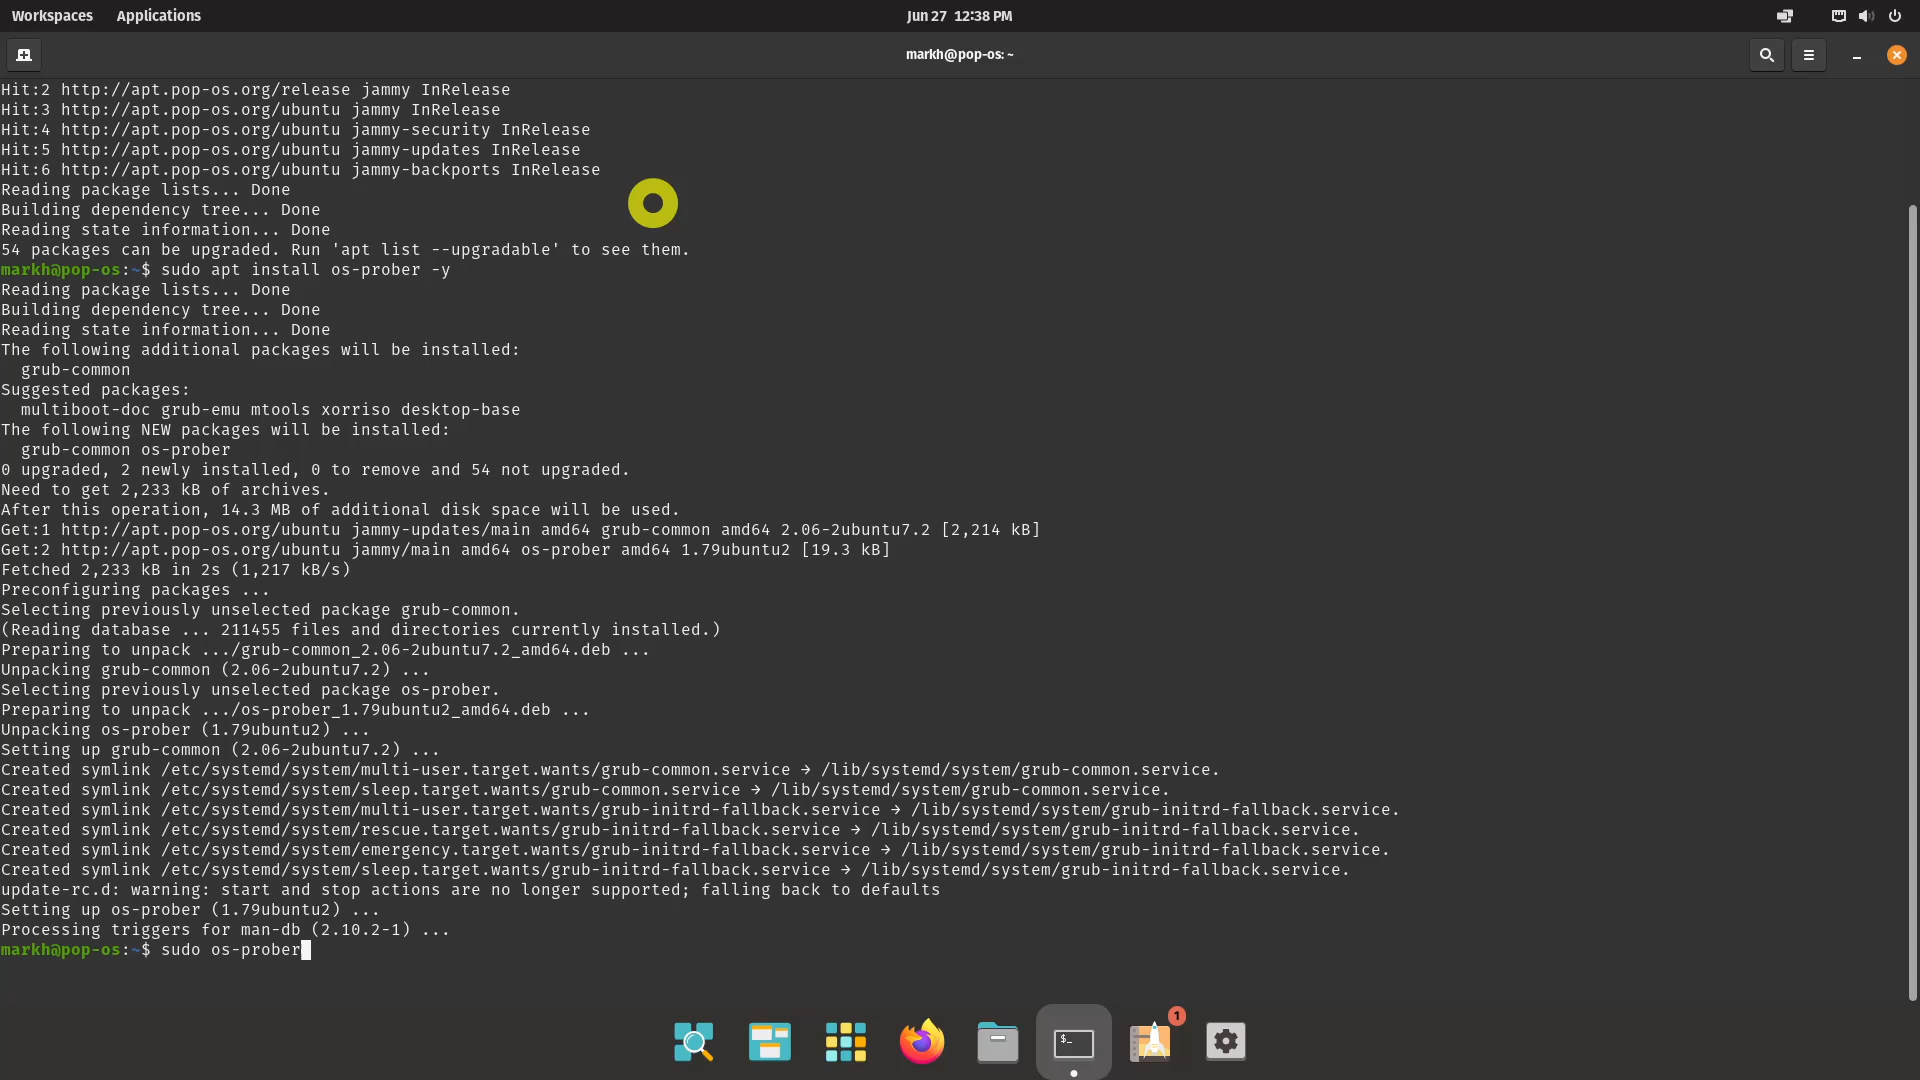 Workspaces Applications Jun 27 12:38 PM
markh@pop-os: ~
Hit:2 http://apt.pop-os.org/release jammy InRelease
Hit:3 http://apt.pop-os.org/ubuntu jammy InRelease
Hit:4 http://apt.pop-os.org/ubuntu jammy-security InRelease
Hit:5 http://apt.pop-os.org/ubuntu jammy-updates InRelease
Hit:6 http://apt.pop-os.org/ubuntu jammy-backports InRelease
Reading package lists... Done
Building dependency tree... Done
Reading state information... Done
54 packages can be upgraded. Run 'apt list --upgradable' to see them.
markh@pop-os:~$ sudo apt install os-prober -y
Reading package lists... Done
Building dependency tree... Done
Reading state information... Done
The following additional packages will be installed:
  grub-common
Suggested packages:
  multiboot-doc grub-emu mtools xorriso desktop-base
The following NEW packages will be installed:
  grub-common os-prober
0 upgraded, 2 newly installed, 0 to remove and 54 not upgraded.
Need to get 2,233 kB of archives.
After this operation, 14.3 MB of additional disk space will be used.
Get:1 http://apt.pop-os.org/ubuntu jammy-updates/main amd64 grub-common amd64 2.06-2ubuntu7.2 [2,214 kB]
Get:2 http://apt.pop-os.org/ubuntu jammy/main amd64 os-prober amd64 1.79ubuntu2 [19.3 kB]
Fetched 2,233 kB in 2s (1,217 kB/s)
Preconfiguring packages ...
Selecting previously unselected package grub-common.
(Reading database ... 211455 files and directories currently installed.)
Preparing to unpack .../grub-common_2.06-2ubuntu7.2_amd64.deb ...
Unpacking grub-common (2.06-2ubuntu7.2) ...
Selecting previously unselected package os-prober.
Preparing to unpack .../os-prober_1.79ubuntu2_amd64.deb ...
Unpacking os-prober (1.79ubuntu2) ...
Setting up grub-common (2.06-2ubuntu7.2) ...
Created symlink /etc/systemd/system/multi-user.target.wants/grub-common.service → /lib/systemd/system/grub-common.service.
Created symlink /etc/systemd/system/sleep.target.wants/grub-common.service → /lib/systemd/system/grub-common.service.
Created symlink /etc/systemd/system/multi-user.target.wants/grub-initrd-fallback.service → /lib/systemd/system/grub-initrd-fallback.service.
Created symlink /etc/systemd/system/rescue.target.wants/grub-initrd-fallback.service → /lib/systemd/system/grub-initrd-fallback.service.
Created symlink /etc/systemd/system/emergency.target.wants/grub-initrd-fallback.service → /lib/systemd/system/grub-initrd-fallback.service.
Created symlink /etc/systemd/system/sleep.target.wants/grub-initrd-fallback.service → /lib/systemd/system/grub-initrd-fallback.service.
update-rc.d: warning: start and stop actions are no longer supported; falling back to defaults
Setting up os-prober (1.79ubuntu2) ...
Processing triggers for man-db (2.10.2-1) ...
markh@pop-os:~$ sudo os-prober
$_
1